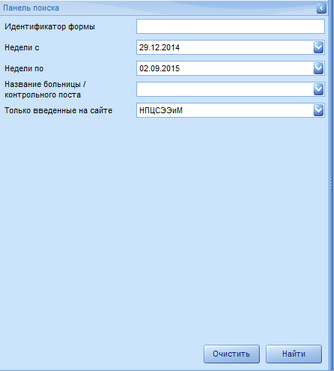 Панель поиска
Идентификатор формы
Недели с
29.12.2014
Недели по
02.09.2015
Название больницы /
контрольного поста
Только введенные на сайте
НПЦСЭЭиМ
Очистить
Найти